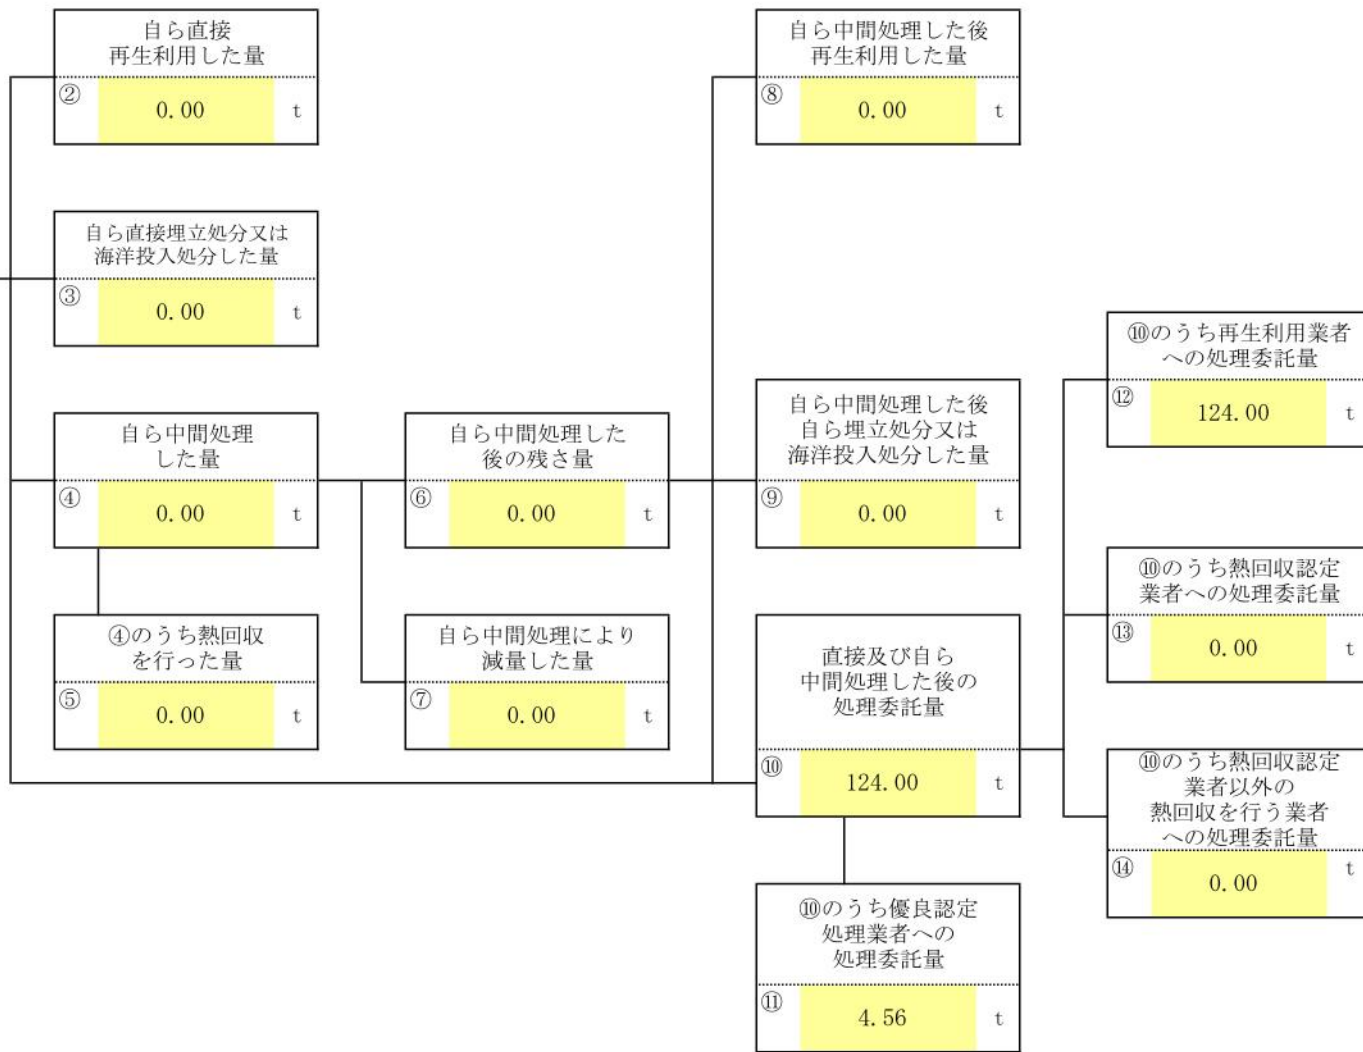 自ら直接
再生利用した量
② 0.00 t
自ら直接埋立処分又は
海洋投入処分した量
③ 0.00 t
自ら中間処理
した量
④ 0.00 t
④のうち熱回収
を行った量
⑤ 0.00 t
自ら中間処理した
後の残さ量
⑥ 0.00 t
自ら中間処理により
減量した量
⑦ 0.00 t
自ら中間処理した後
再生利用した量
⑧ 0.00 t
自ら中間処理した後
自ら埋立処分又は
海洋投入処分した量
⑨ 0.00 t
直接及び自ら
中間処理した後の
処理委託量
⑩ 124.00 t
⑩のうち優良認定
処理業者への
処理委託量
⑪ 4.56 t
⑩のうち再生利用業者
への処理委託量
⑫ 124.00 t
⑩のうち熱回収認定
業者への処理委託量
⑬ 0.00 t
⑩のうち熱回収認定
業者以外の
熱回収を行う業者
への処理委託量
⑭ 0.00 t